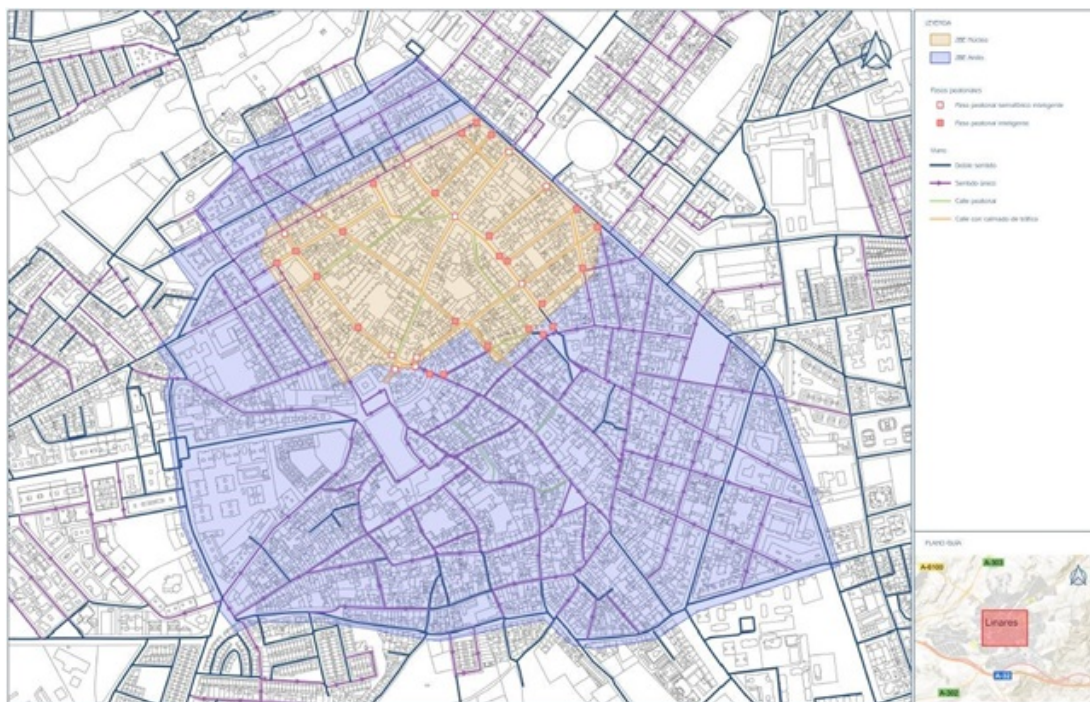 LEYENDA
ZBE Núcleo
ZBE Anillo
Pasos peatonales
Paso peatonal semafórico inteligente
Paso peatonal inteligente
Viario
Doble sentido
Sentido único
Calle peatonal
Calle con calmado de tráfico
PLANO GUÍA
A-6100
A-303
Linares
A-32
A-302